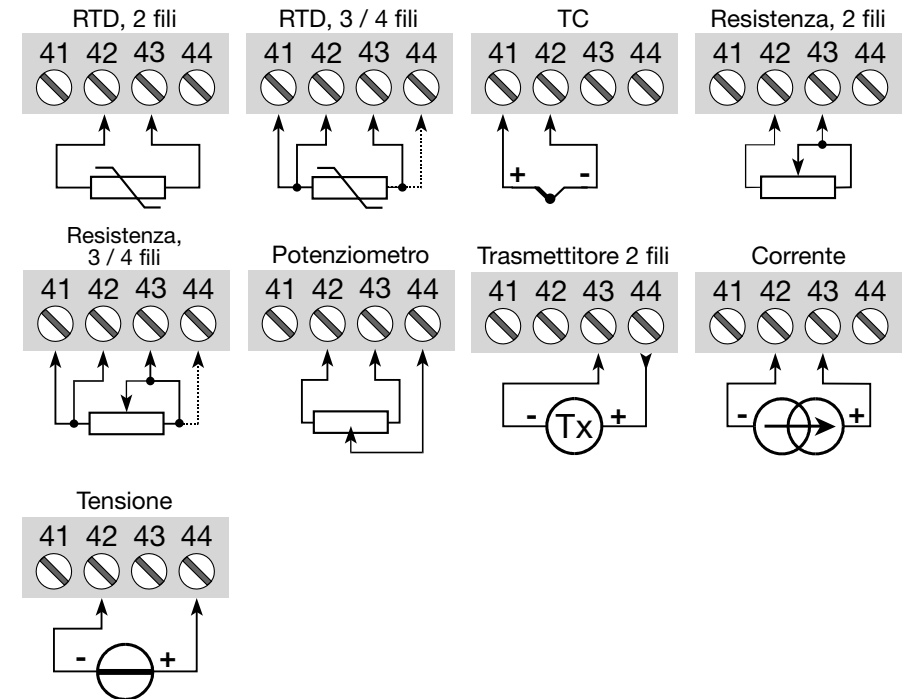 RTD, 2 fili
41 42 43 44
RTD, 3 / 4 fili
41 42 43 44
TC
41 42 43 44
+ -
Resistenza, 2 fili
41 42 43 44
Resistenza,
3 / 4 fili
41 42 43 44
Potenziometro
41 42 43 44
Trasmettitore 2 fili
41 42 43 44
- Tx +
Corrente
41 42 43 44
- +
Tensione
41 42 43 44
- +